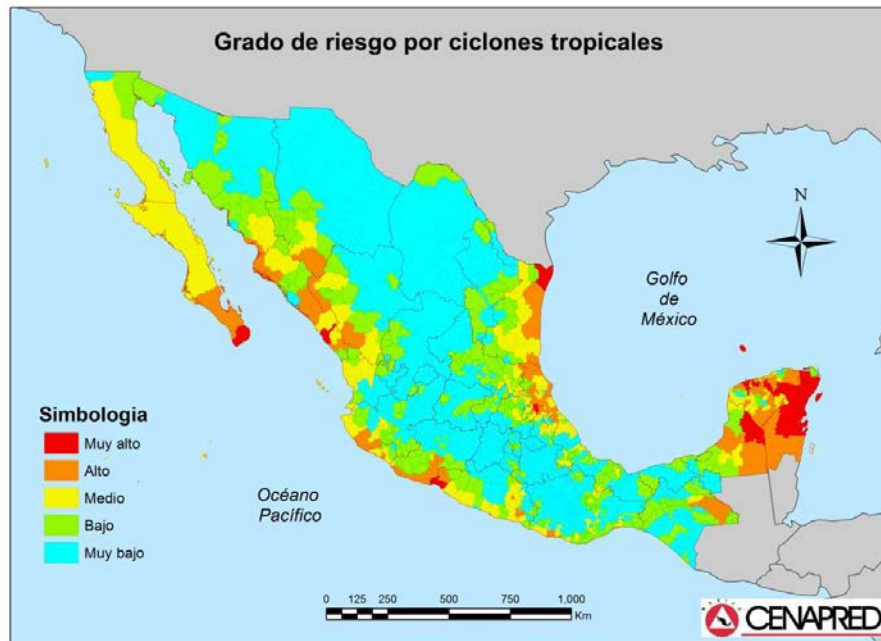 Grado de riesgo por ciclones tropicales
N
Golfo
de
México
Simbologia
Muy alto
Alto
Medio
Bajo
Muy bajo
Océano
Pacífico
0 125 250 500 750 1,000
Km
CENAPRED